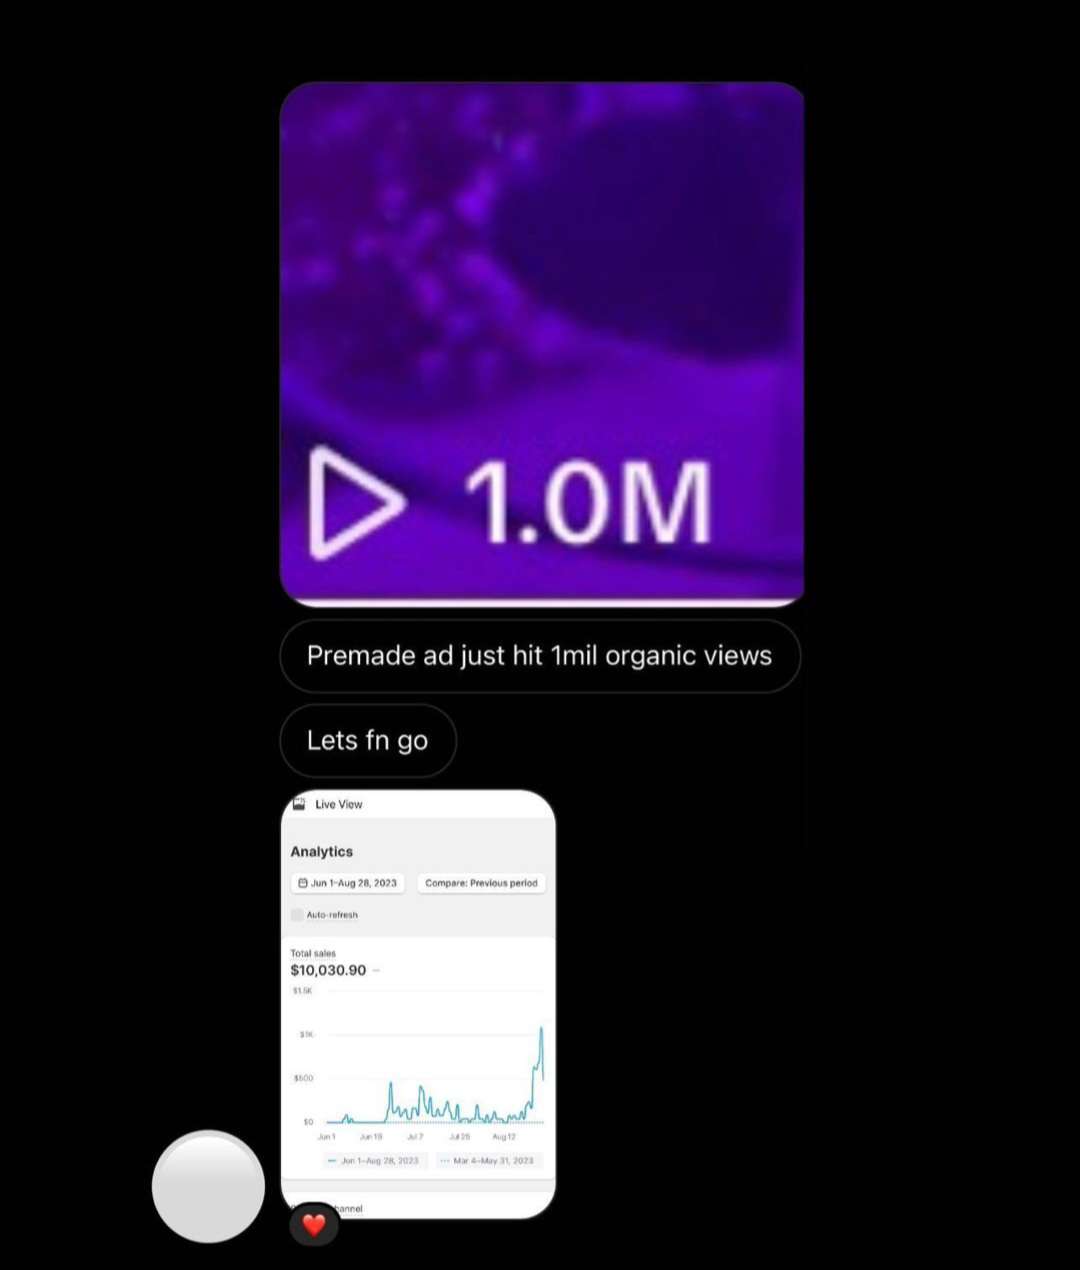 1.0M
Premade ad just hit 1mil organic views
Lets fn go
Live View
Analytics
Jun 1–Aug 28, 2023
Compare: Previous period
Auto-refresh
Total sales
$10,030.90 –
$1.5K
$1K
$500
$0
Jun 1 Jun 19 Jul 7 Jul 25 Aug 12
Jun 1–Aug 28, 2023 Mar 4–May 31, 2023